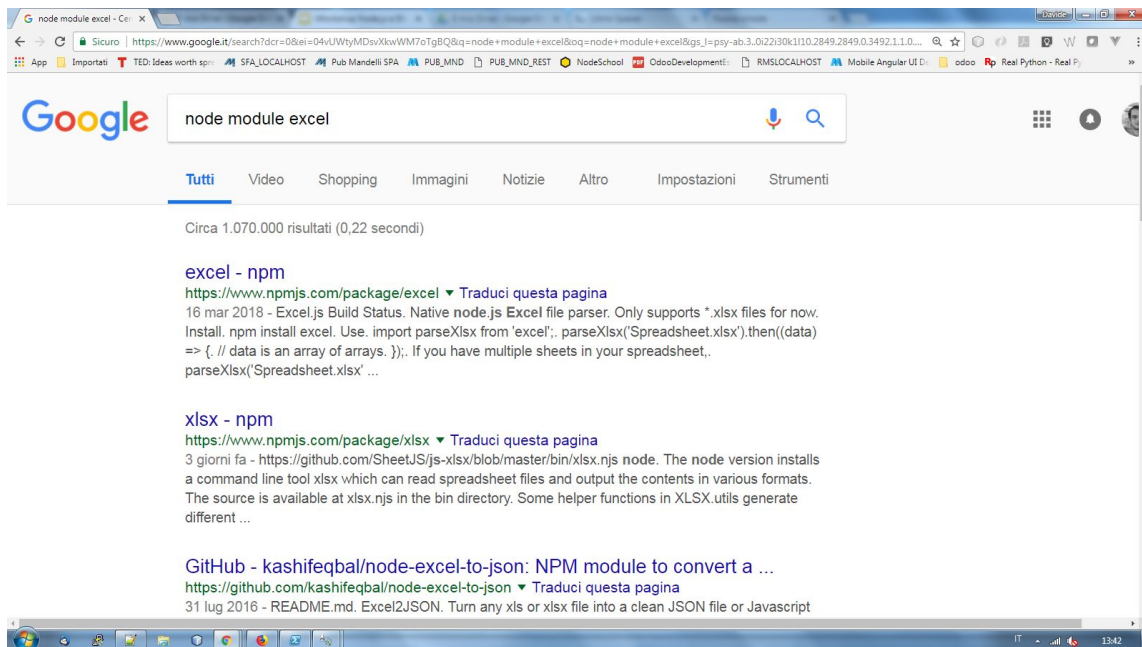 G node module excel - Cer
Davide
Sicuro | https://www.google.it/search?dcr=0&ei=04vUWtyMDsvXkwWM7oTgBQ&q=node+module+excel&oq=node+module+excel&gs_l=psy-ab.3..0i22i30k1l10.2849.2849.0.3492.1.1.0....
App Importati TED: Ideas worth spre SFA_LOCALHOST Pub Mandelli SPA PUB_MND PUB_MND_REST NodeSchool OdooDevelopmentE RMSLOCALHOST Mobile Angular UI De odoo Rp Real Python - Real Py »
Google
node module excel
Tutti Video Shopping Immagini Notizie Altro Impostazioni Strumenti
Circa 1.070.000 risultati (0,22 secondi)
excel - npm
https://www.npmjs.com/package/excel ▼ Traduci questa pagina
16 mar 2018 - Excel.js Build Status. Native node.js Excel file parser. Only supports *.xlsx files for now.
Install. npm install excel. Use. import parseXlsx from 'excel';. parseXlsx('Spreadsheet.xlsx').then((data)
=> {. // data is an array of arrays. });. If you have multiple sheets in your spreadsheet,.
parseXlsx('Spreadsheet.xlsx' ...
xlsx - npm
https://www.npmjs.com/package/xlsx ▼ Traduci questa pagina
3 giorni fa - https://github.com/SheetJS/js-xlsx/blob/master/bin/xlsx.njs node. The node version installs
a command line tool xlsx which can read spreadsheet files and output the contents in various formats.
The source is available at xlsx.njs in the bin directory. Some helper functions in XLSX.utils generate
different ...
GitHub - kashifeqbal/node-excel-to-json: NPM module to convert a ...
https://github.com/kashifeqbal/node-excel-to-json ▼ Traduci questa pagina
31 lug 2016 - README.md. Excel2JSON. Turn any xls or xlsx file into a clean JSON file or Javascript
IT 13:42